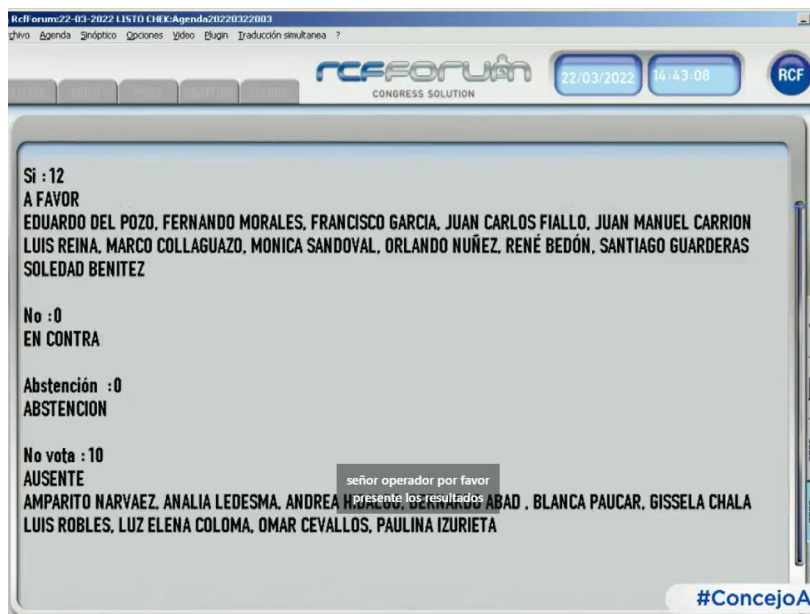 RcfForum:22-03-2022 LISTO CHEK:Agenda20220322003
chivo Agenda Sinóptico Opciones Video Plugin Traducción simultanea ?
rcFForum
CONGRESS SOLUTION
22/03/2022
14:43:08
RCF
Si : 12
A FAVOR
EDUARDO DEL POZO, FERNANDO MORALES, FRANCISCO GARCIA, JUAN CARLOS FIALLO, JUAN MANUEL CARRION
LUIS REINA, MARCO COLLAGUAZO, MONICA SANDOVAL, ORLANDO NUÑEZ, RENÉ BEDÓN, SANTIAGO GUARDERAS
SOLEDAD BENITEZ
No :0
EN CONTRA
Abstención :0
ABSTENCION
No vota : 10
AUSENTE
señor operador por favor
presente los resultados
AMPARITO NARVAEZ, ANALIA LEDESMA, ANDREA HIDALGO, BERNARDO ABAD , BLANCA PAUCAR, GISSELA CHALA
LUIS ROBLES, LUZ ELENA COLOMA, OMAR CEVALLOS, PAULINA IZURIETA
#ConcejoA